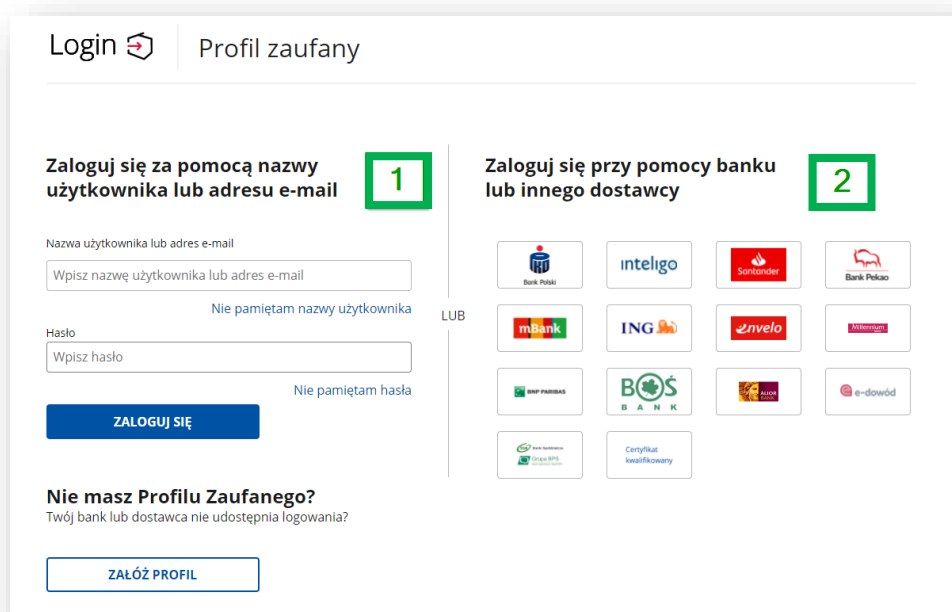 Login
Profil zaufany
Zaloguj się za pomocą nazwy
użytkownika lub adresu e-mail
1
Nazwa użytkownika lub adres e-mail
Wpisz nazwę użytkownika lub adres e-mail
Nie pamiętam nazwy użytkownika
Hasło
Wpisz hasło
Nie pamiętam hasła
ZALOGUJ SIĘ
Nie masz Profilu Zaufanego?
Twój bank lub dostawca nie udostępnia logowania?
ZAŁÓŻ PROFIL
LUB
Zaloguj się przy pomocy banku
lub innego dostawcy
2
Bank Polski
inteligo
Santander
Bank Pekao
mBank
ING
envelo
Millennium
BNP PARIBAS
BOŚ
BANK
ALIOR
BANK
e-dowód
Bank Spółdzielczy
Grupa BPS
Certyfikat
kwalifikowany